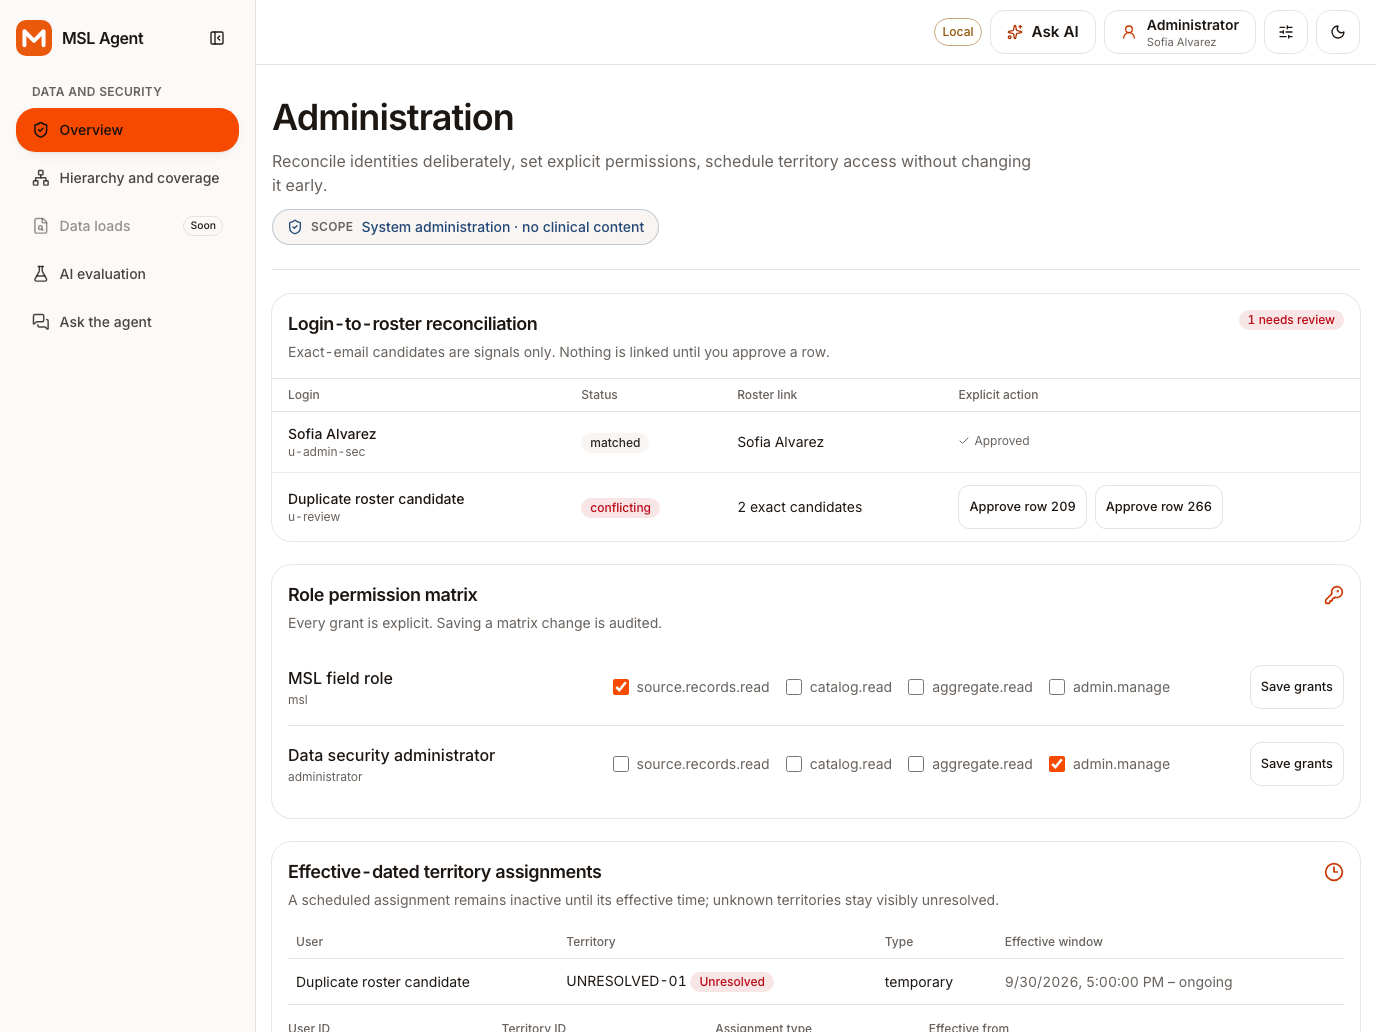 MSL Agent
DATA AND SECURITY
Overview
Hierarchy and coverage
Data loads
Soon
AI evaluation
Ask the agent
Local
Ask AI
Administrator
Sofia Alvarez
Administration
Reconcile identities deliberately, set explicit permissions, schedule territory access without changing
it early.
SCOPE System administration · no clinical content
Login-to-roster reconciliation
1 needs review
Exact-email candidates are signals only. Nothing is linked until you approve a row.
Login Status Roster link Explicit action
Sofia Alvarez
u-admin-sec
matched
Sofia Alvarez
Approved
Duplicate roster candidate
u-review
conflicting
2 exact candidates
Approve row 209
Approve row 266
Role permission matrix
Every grant is explicit. Saving a matrix change is audited.
MSL field role
msl
source.records.read catalog.read aggregate.read admin.manage
Save grants
Data security administrator
administrator
source.records.read catalog.read aggregate.read admin.manage
Save grants
Effective-dated territory assignments
A scheduled assignment remains inactive until its effective time; unknown territories stay visibly unresolved.
User Territory Type Effective window
Duplicate roster candidate UNRESOLVED-01 Unresolved temporary 9/30/2026, 5:00:00 PM – ongoing
User ID Territory ID Assignment type Effective from